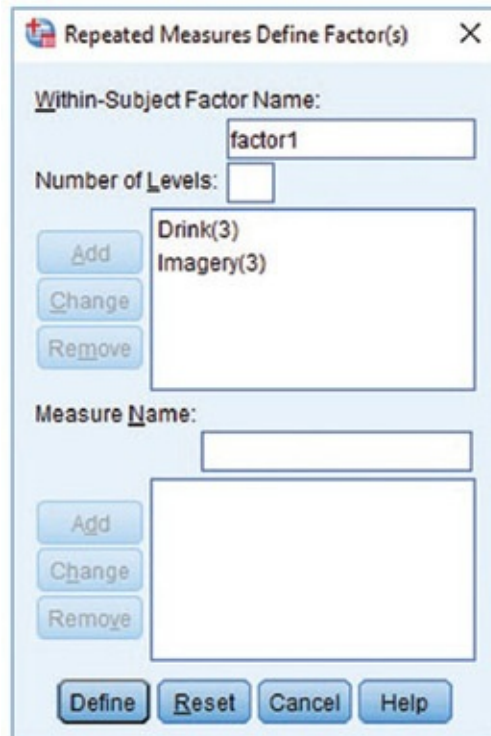 Repeated Measures Define Factor(s)
Within-Subject Factor Name:
factor1
Number of Levels:
Drink(3)
Imagery(3)
Add
Change
Remove
Measure Name:
Add
Change
Remove
Define Reset Cancel Help